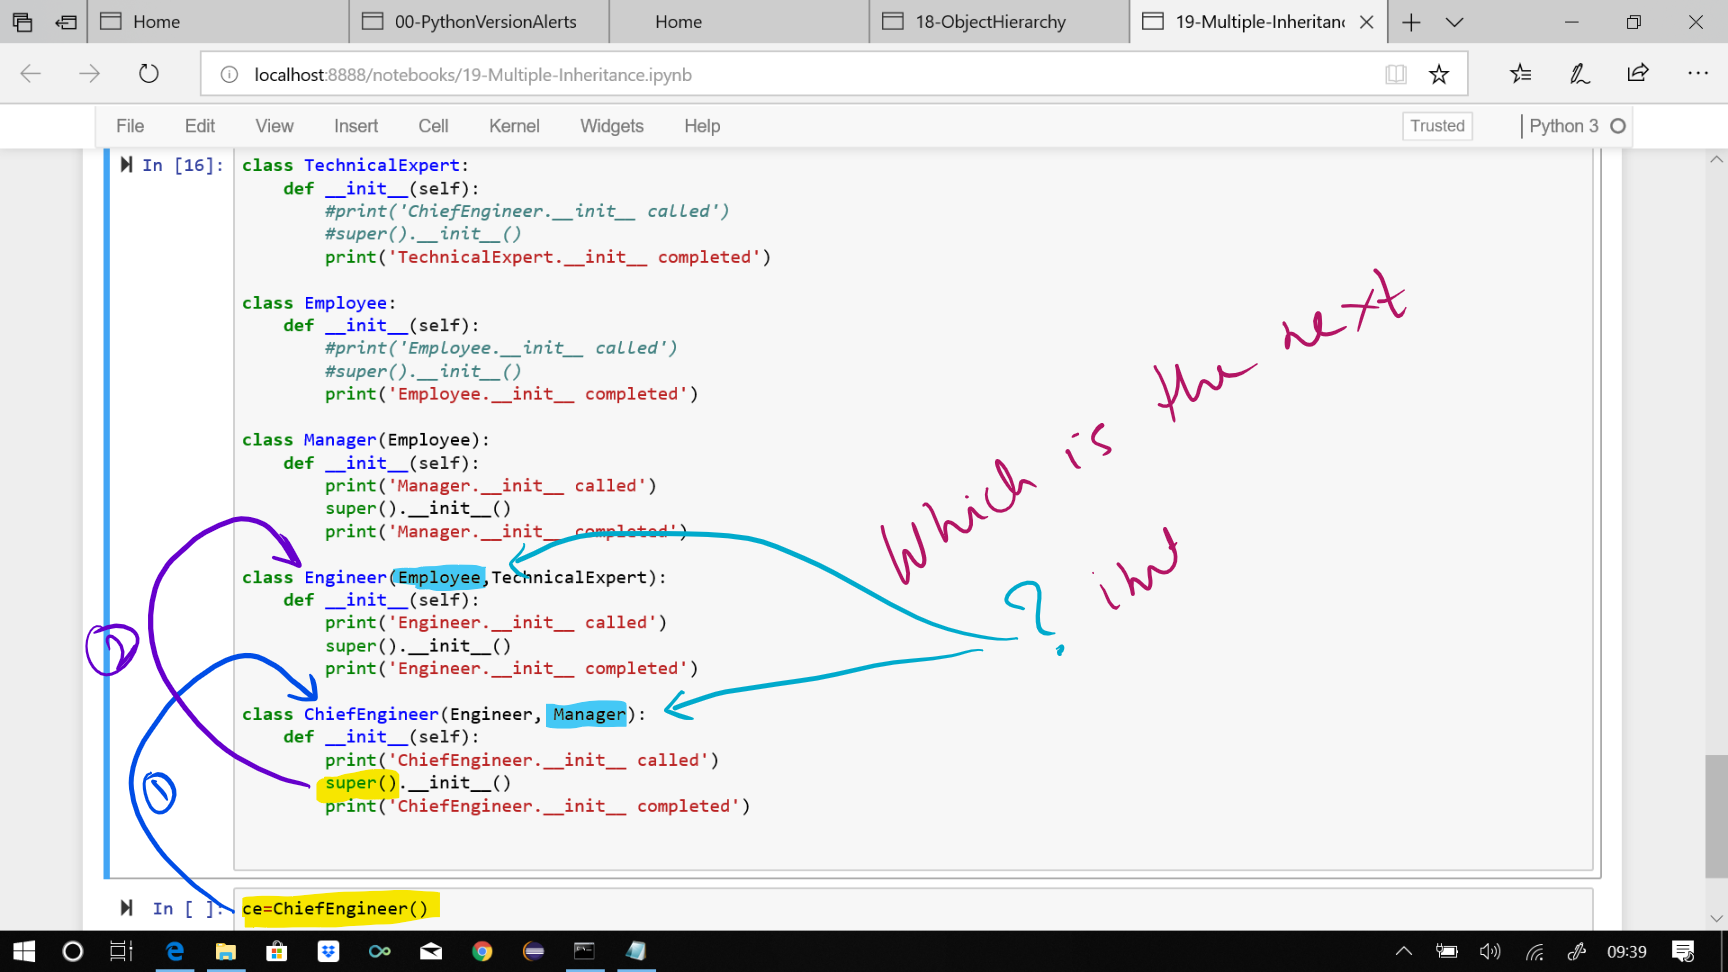 Home
00-PythonVersionAlerts
Home
18-ObjectHierarchy
19-Multiple-Inheritanc
localhost:8888/notebooks/19-Multiple-Inheritance.ipynb
File Edit View Insert Cell Kernel Widgets Help Trusted Python 3
In [16]:
class TechnicalExpert:
    def __init__(self):
        #print('ChiefEngineer.__init__ called')
        #super().__init__()
        print('TechnicalExpert.__init__ completed')
class Employee:
    def __init__(self):
        #print('Employee.__init__ called')
        #super().__init__()
        print('Employee.__init__ completed')
class Manager(Employee):
    def __init__(self):
        print('Manager.__init__ called')
        super().__init__()
        print('Manager.__init__ completed')
class Engineer(Employee,TechnicalExpert):
    def __init__(self):
        print('Engineer.__init__ called')
        super().__init__()
        print('Engineer.__init__ completed')
class ChiefEngineer(Engineer, Manager):
    def __init__(self):
        print('ChiefEngineer.__init__ called')
        super().__init__()
        print('ChiefEngineer.__init__ completed')
Which is the next
init
?
2
1
In [ ]: ce=ChiefEngineer()
09:39